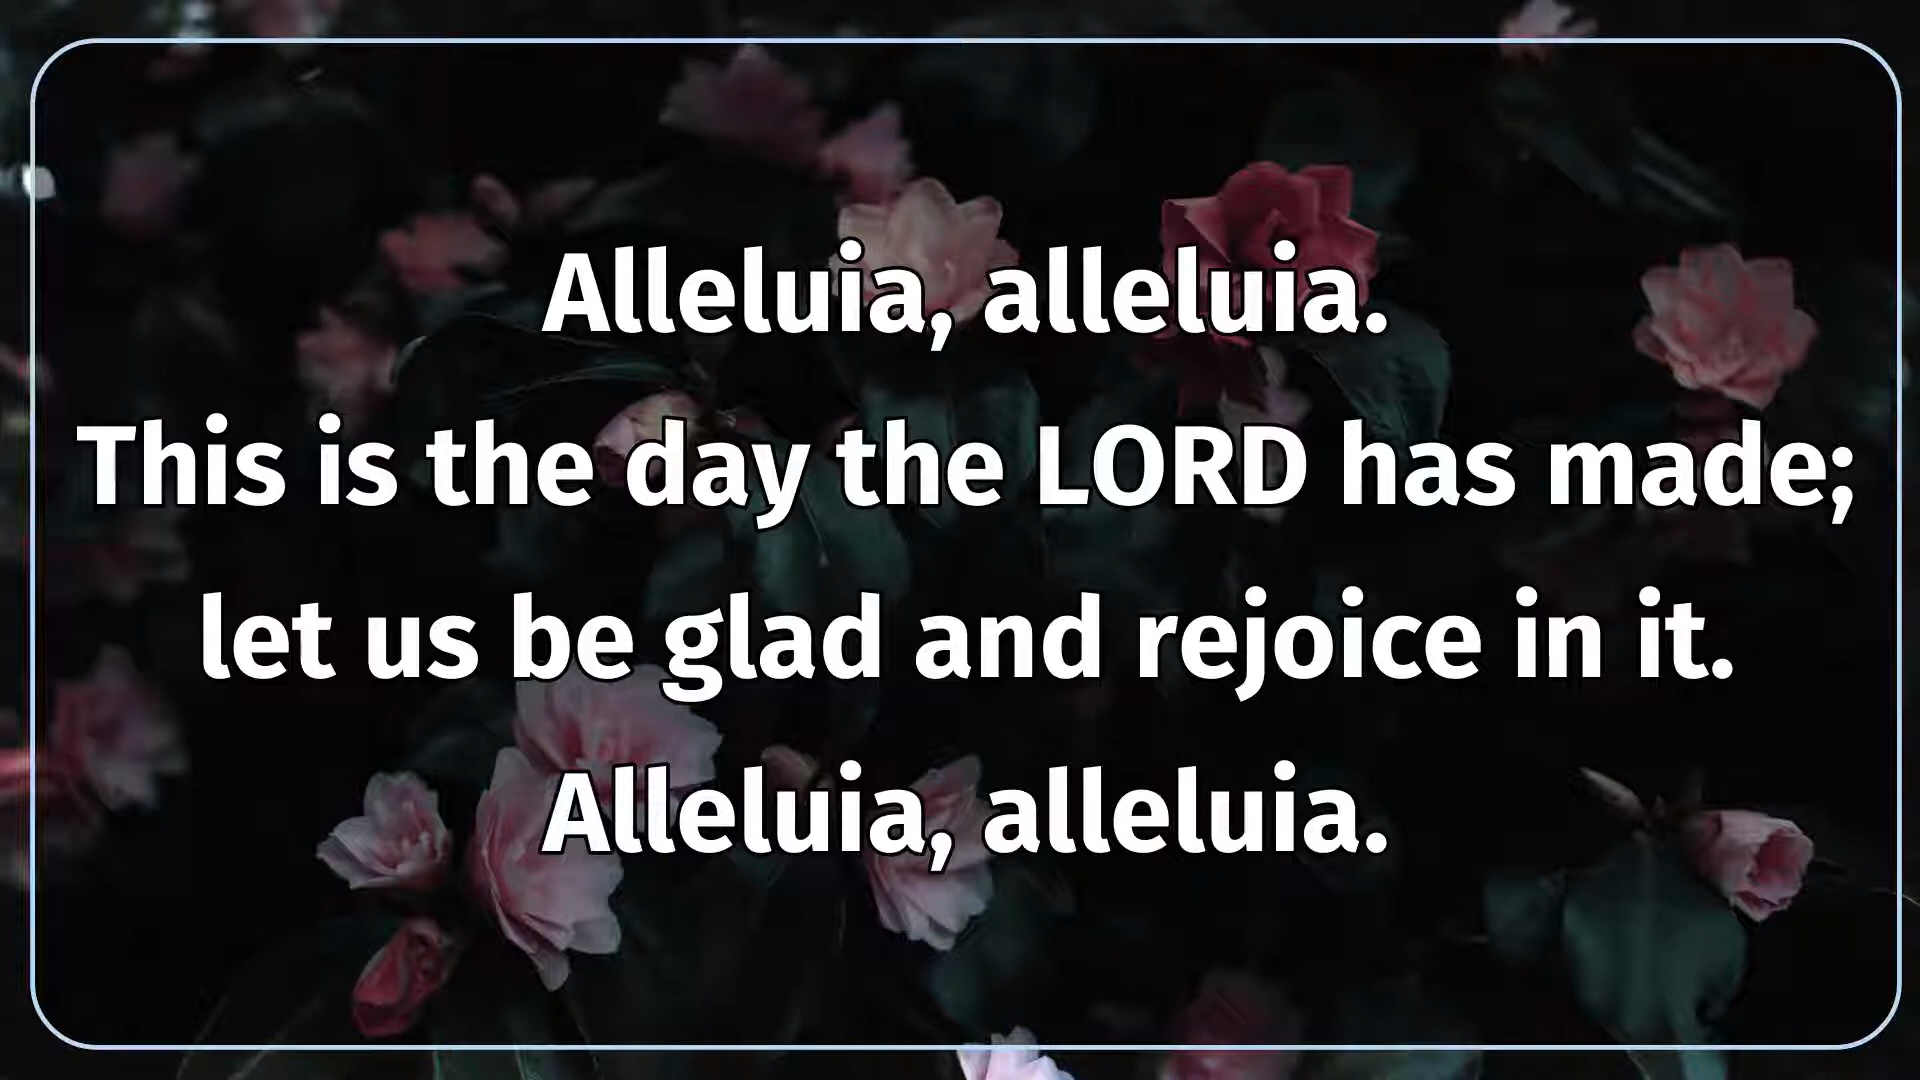 Alleluia, alleluia.
This is the day the LORD has made;
let us be glad and rejoice in it.
Alleluia, alleluia.